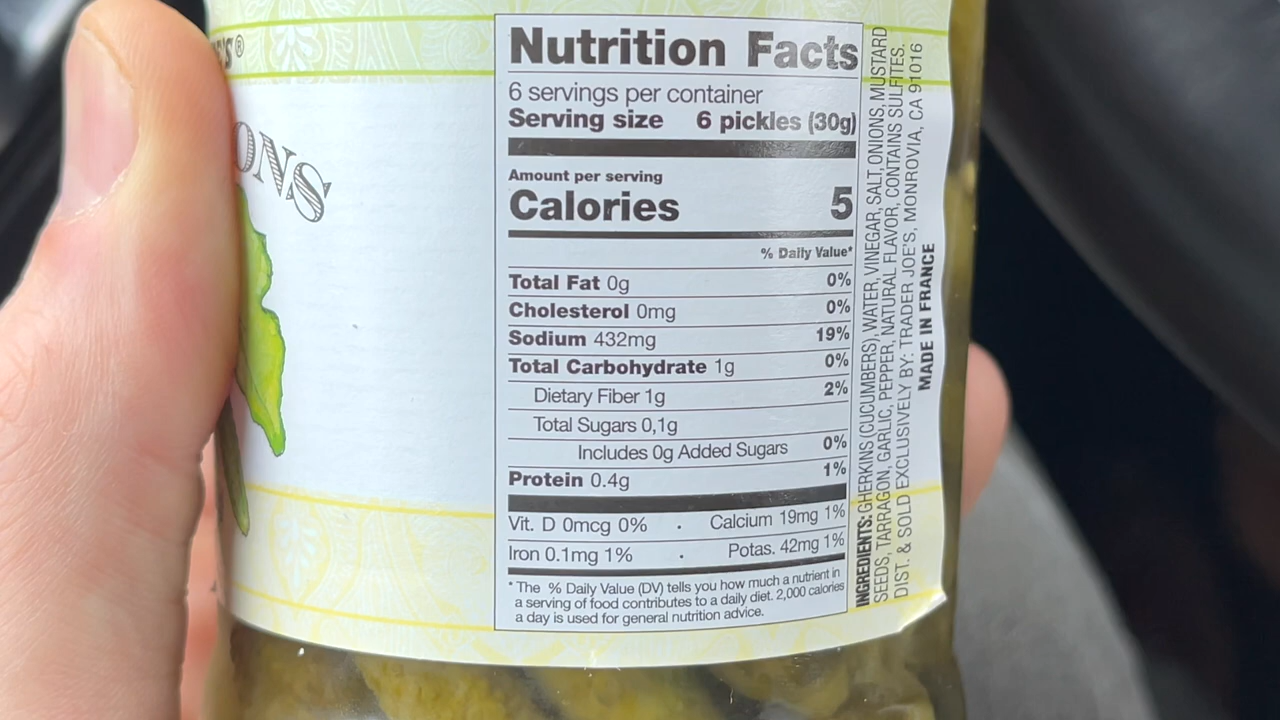 'S®
ONS
Nutrition Facts
6 servings per container
Serving size 6 pickles (30g)
Amount per serving
Calories 5
% Daily Value*
Total Fat 0g 0%
Cholesterol 0mg 0%
Sodium 432mg 19%
Total Carbohydrate 1g 0%
Dietary Fiber 1g 2%
Total Sugars 0,1g
Includes 0g Added Sugars 0%
Protein 0.4g 1%
Vit. D 0mcg 0% . Calcium 19mg 1%
Iron 0.1mg 1% . Potas. 42mg 1%
* The % Daily Value (DV) tells you how much a nutrient in
a serving of food contributes to a daily diet. 2,000 calories
a day is used for general nutrition advice.
INGREDIENTS: GHERKINS (CUCUMBERS), WATER, VINEGAR, SALT, ONIONS, MUSTARD
SEEDS, TARRAGON, GARLIC, PEPPER, NATURAL FLAVOR, CONTAINS SULFITES.
DIST. & SOLD EXCLUSIVELY BY: TRADER JOE'S, MONROVIA, CA 91016
MADE IN FRANCE